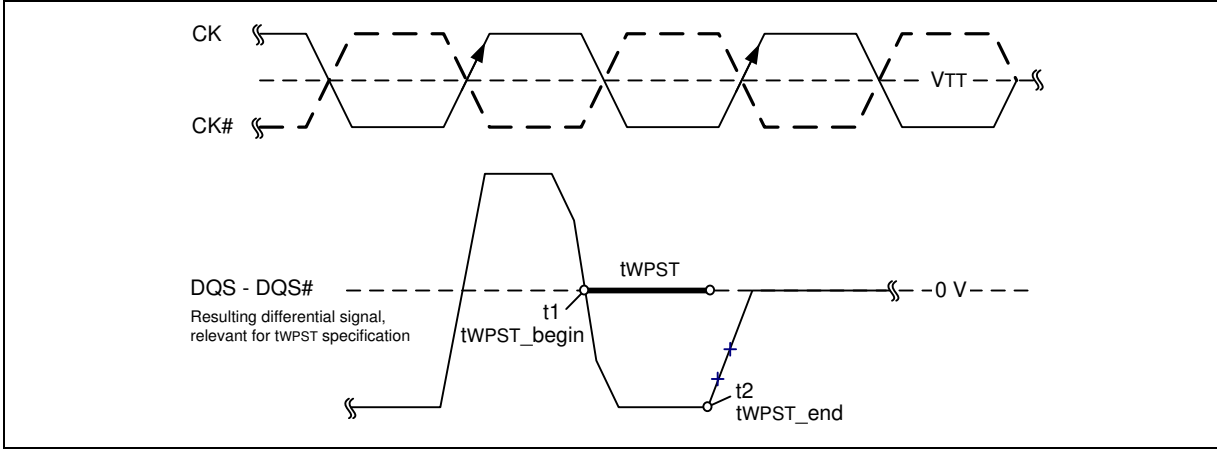 CK
VTT
CK#
tWPST
DQS - DQS#
0 V
Resulting differential signal,
relevant for tWPST specification
t1
tWPST_begin
t2
tWPST_end